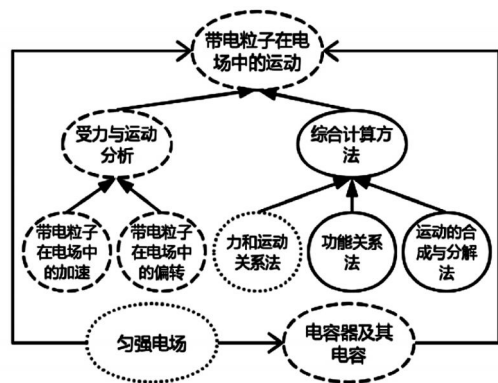 带电粒子在电
场中的运动
受力与运动
分析
综合计算方
法
带电粒子
在电场中
的加速
带电粒子
在电场中
的偏转
力和运动
关系法
功能关系
法
运动的合
成与分解
法
匀强电场
电容器及其
电容